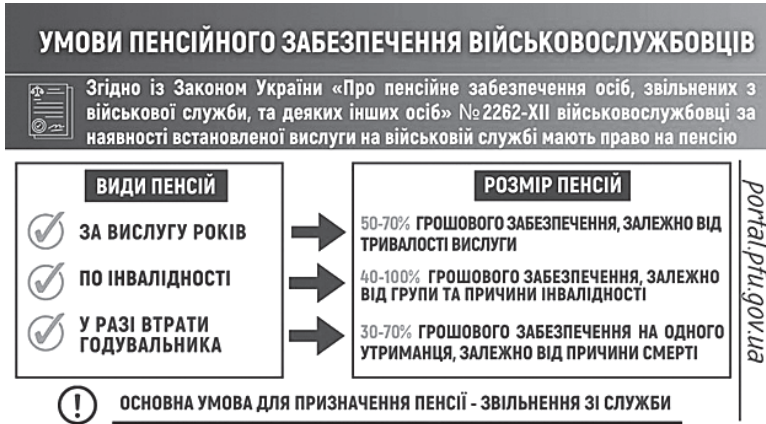 УМОВИ ПЕНСІЙНОГО ЗАБЕЗПЕЧЕННЯ ВІЙСЬКОВОСЛУЖБОВЦІВ
Згідно із Законом України «Про пенсійне забезпечення осіб, звільнених з
військової служби, та деяких інших осіб» №2262-XII військовослужбовці за
наявності встановленої вислуги на військовій службі мають право на пенсію
ВИДИ ПЕНСІЙ
ЗА ВИСЛУГУ РОКІВ
ПО ІНВАЛІДНОСТІ
У РАЗІ ВТРАТИ
ГОДУВАЛЬНИКА
РОЗМІР ПЕНСІЙ
50-70% ГРОШОВОГО ЗАБЕЗПЕЧЕННЯ, ЗАЛЕЖНО ВІД
ТРИВАЛОСТІ ВИСЛУГИ
40-100% ГРОШОВОГО ЗАБЕЗПЕЧЕННЯ, ЗАЛЕЖНО
ВІД ГРУПИ ТА ПРИЧИНИ ІНВАЛІДНОСТІ
30-70% ГРОШОВОГО ЗАБЕЗПЕЧЕННЯ НА ОДНОГО
УТРИМАНЦЯ, ЗАЛЕЖНО ВІД ПРИЧИНИ СМЕРТІ
portal.pfu.gov.ua
ОСНОВНА УМОВА ДЛЯ ПРИЗНАЧЕННЯ ПЕНСІЇ - ЗВІЛЬНЕННЯ ЗІ СЛУЖБИ